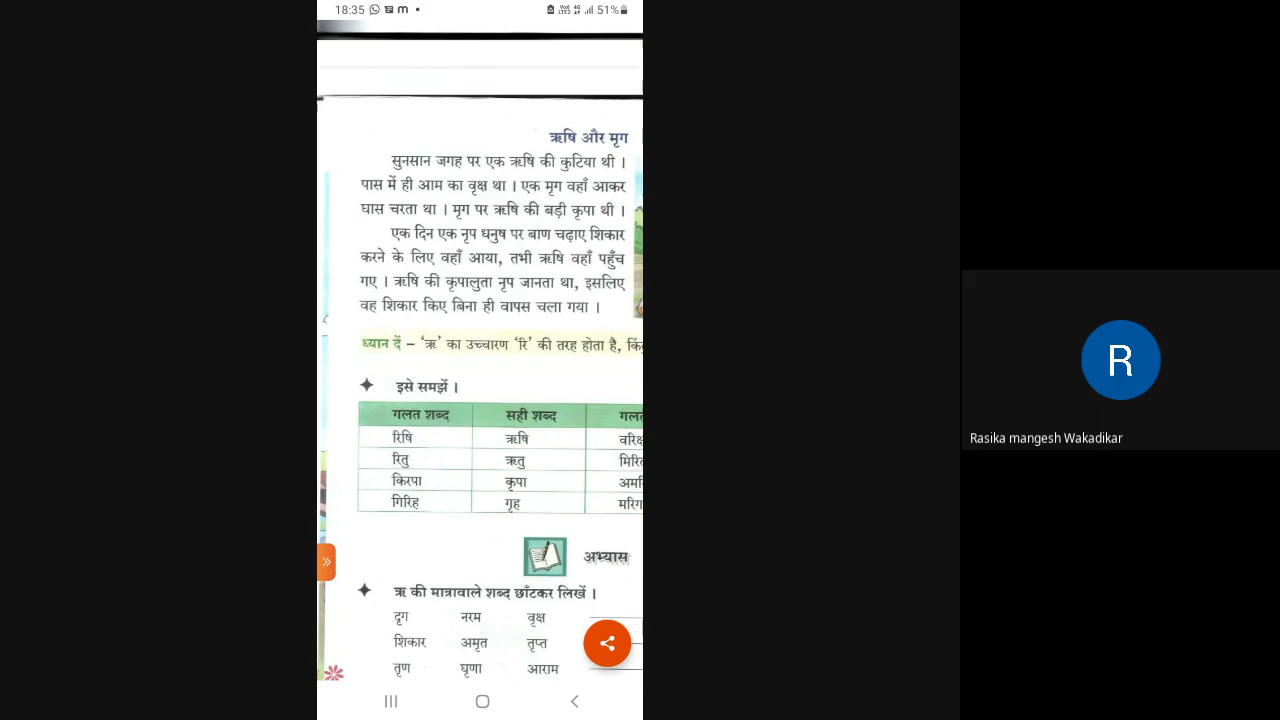 18:35 51%
ऋषि और मृग
सुनसान जगह पर एक ऋषि की कुटिया थी ।
पास में ही आम का वृक्ष था । एक मृग वहाँ आकर
घास चरता था । मृग पर ऋषि की बड़ी कृपा थी ।
एक दिन एक नृप धनुष पर बाण चढ़ाए शिकार
करने के लिए वहाँ आया, तभी ऋषि वहाँ पहुँच
गए । ऋषि की कृपालुता नृप जानता था, इसलिए
वह शिकार किए बिना ही वापस चला गया ।
ध्यान दें – ‘ऋ’ का उच्चारण ‘रि’ की तरह होता है,
इसे समझें ।
गलत शब्द सही शब्द
रिषि ऋषि
रितु ऋतु
किरपा कृपा
गिरिह गृह
अभ्यास
ऋ की मात्रावाले शब्द छाँटकर लिखें ।
दृग नरम वृक्ष
शिकार अमृत तृप्त
तृण घृणा आराम
R
Rasika mangesh Wakadikar